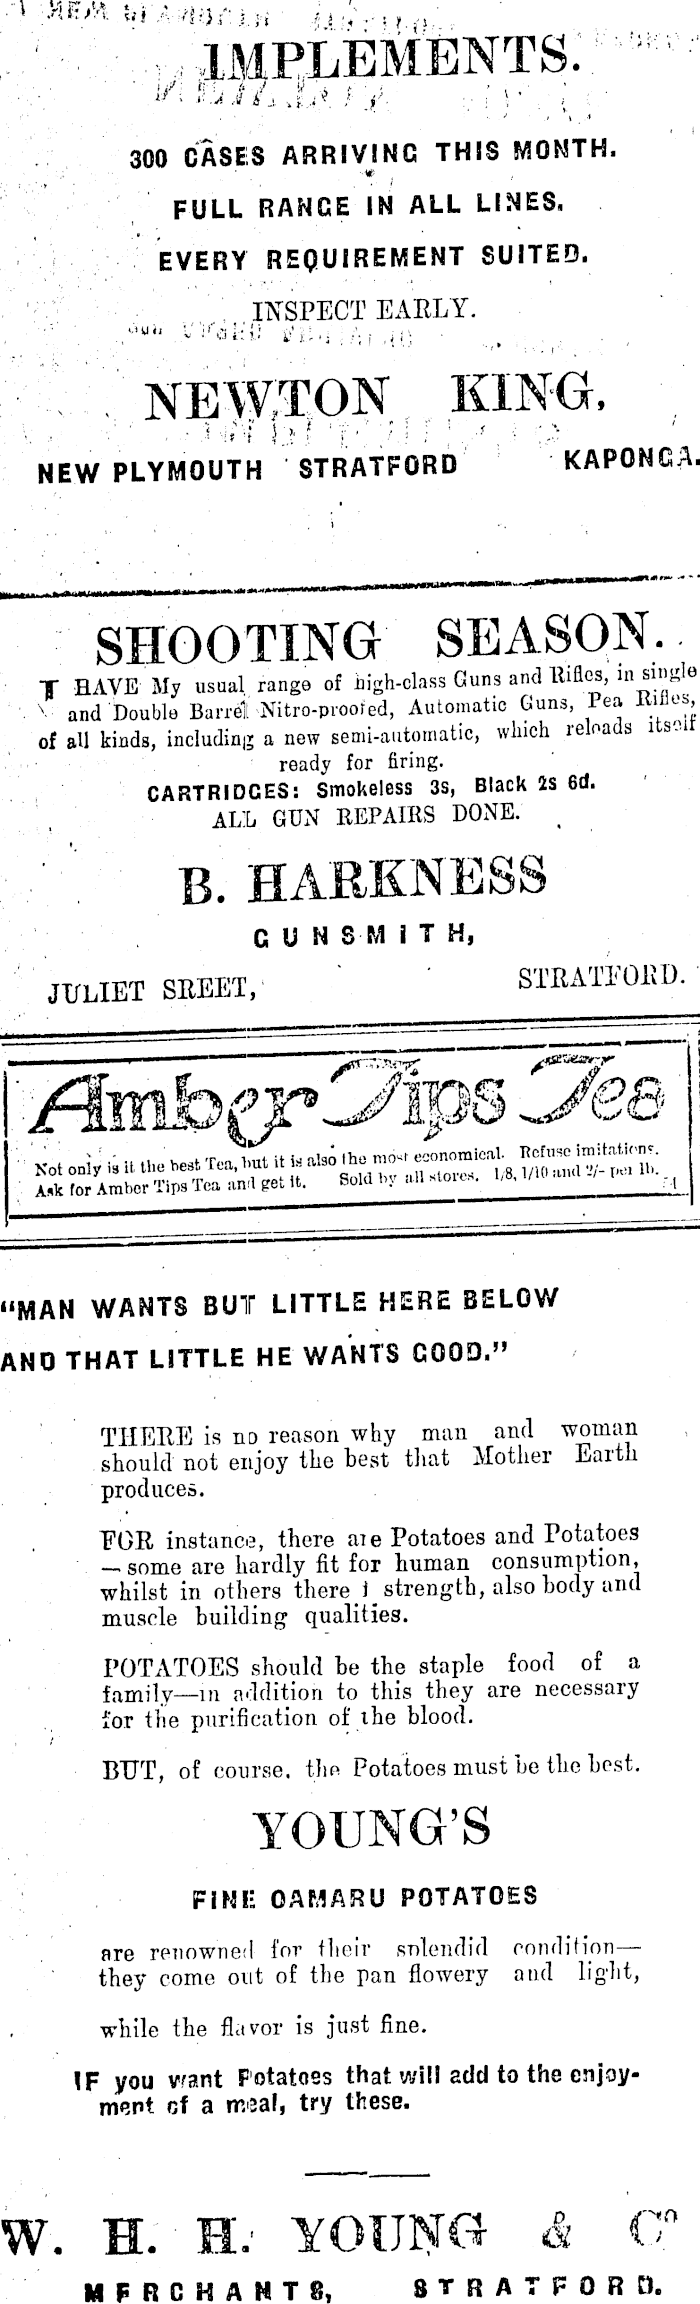 IMPLEMENTS.
300 CASES ARRIVING THIS MONTH.
FULL RANGE IN ALL LINES.
EVERY REQUIREMENT SUITED.
INSPECT EARLY.
NEWTON KING,
NEW PLYMOUTH STRATFORD KAPONGA.
SHOOTING SEASON.
I HAVE My usual range of high-class Guns and Rifles, in single
and Double Barrel Nitro-proofed, Automatic Guns, Pea Rifles,
of all kinds, including a new semi-automatic, which reloads itself
ready for firing.
CARTRIDGES: Smokeless 3s, Black 2s 6d.
ALL GUN REPAIRS DONE.
B. HARKNESS
GUNSMITH,
JULIET SREET, STRATFORD.
Amber Tips Tea
Not only is it the best Tea, but it is also the most economical. Refuse imitations.
Ask for Amber Tips Tea and get it. Sold by all stores. 1/8, 1/10 and 2/- per lb.
"MAN WANTS BUT LITTLE HERE BELOW
AND THAT LITTLE HE WANTS GOOD."
THERE is no reason why man and woman
should not enjoy the best that Mother Earth
produces.
FOR instance, there are Potatoes and Potatoes
— some are hardly fit for human consumption,
whilst in others there strength, also body and
muscle building qualities.
POTATOES should be the staple food of a
family—in addition to this they are necessary
for the purification of the blood.
BUT, of course, the Potatoes must be the best.
YOUNG'S
FINE OAMARU POTATOES
are renowned for their splendid condition—
they come out of the pan flowery and light,
while the flavor is just fine.
IF you want Potatoes that will add to the enjoy-
ment of a meal, try these.
W. H. H. YOUNG & Co
MERCHANTS, STRATFORD.